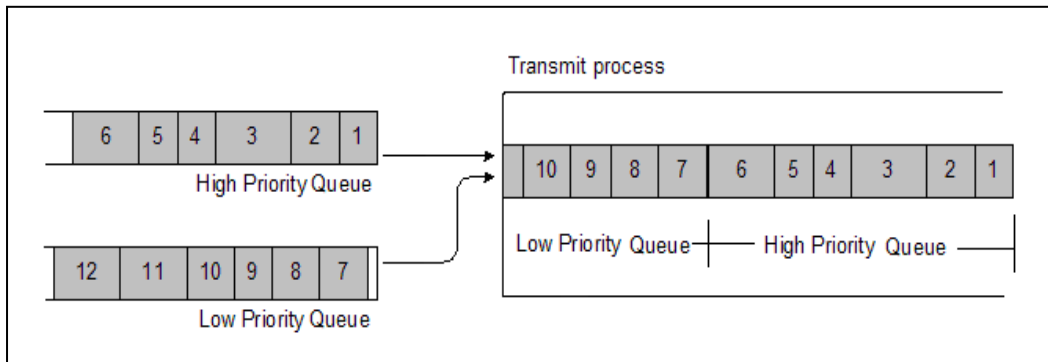 Transmit process
6 5 4 3 2 1
High Priority Queue
10 9 8 7 6 5 4 3 2 1
Low Priority Queue High Priority Queue
12 11 10 9 8 7
Low Priority Queue